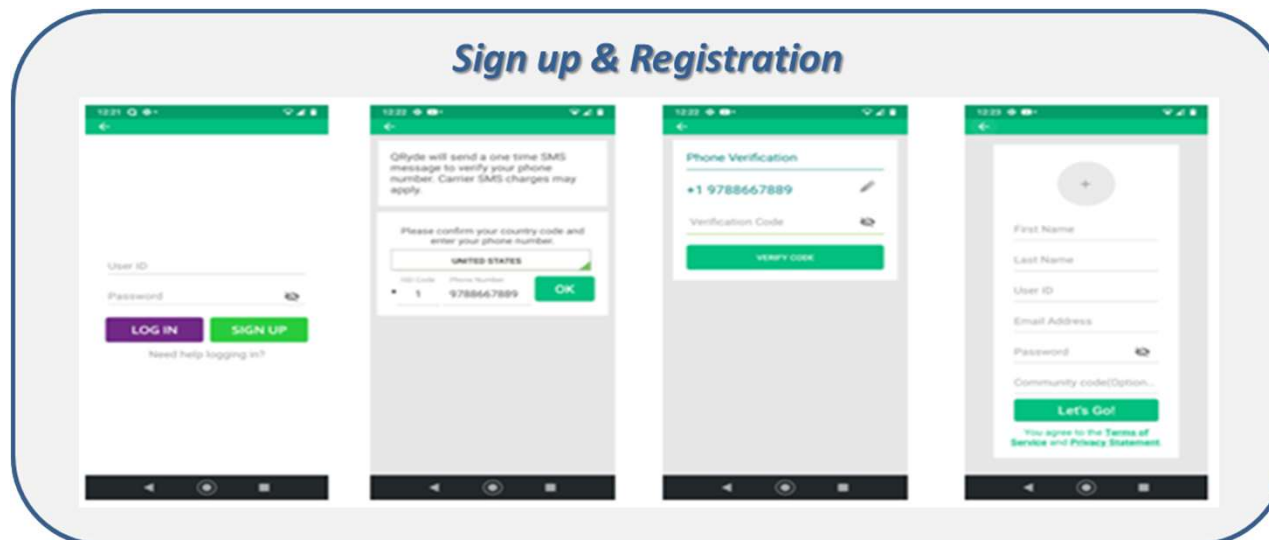 Sign up & Registration
12:21
User ID
Password
LOG IN
SIGN UP
Need help logging in?
12:22
QRyde will send a one time SMS
message to verify your phone
number. Carrier SMS charges may
apply.
Please confirm your country code and
enter your phone number.
UNITED STATES
Code
Phone Number
1
9788667889
OK
12:22
Phone Verification
+1 9788667889
Verification Code
VERIFY CODE
12:23
First Name
Last Name
User ID
Email Address
Password
Community code(Option...
Let's Go!
You agree to the Terms of
Service and Privacy Statement